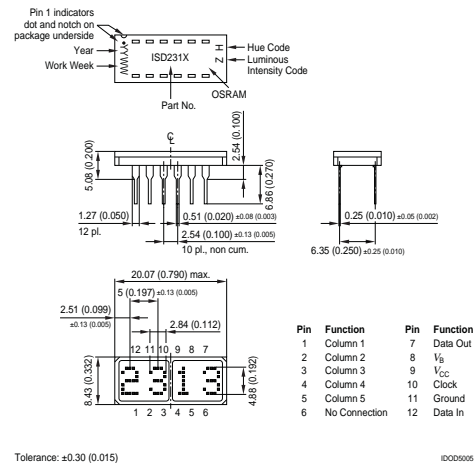 Pin 1 indicators
dot and notch on
package underside
Year
Work Week
YYWW
ISD231X
H
Z
Hue Code
Luminous
Intensity Code
OSRAM
Part No.
5.08 (0.200)
2.54 (0.100)
6.86 (0.270)
1.27 (0.050)
12 pl.
0.51 (0.020) ±0.08 (0.003)
2.54 (0.100) ±0.13 (0.005)
10 pl., non cum.
0.25 (0.010) ±0.05 (0.002)
6.35 (0.250) ±0.25 (0.010)
20.07 (0.790) max.
5 (0.197) ±0.13 (0.005)
2.51 (0.099)
±0.13 (0.005)
2.84 (0.112)
12 11 10 9 8 7
8.43 (0.332)
2313
4.88 (0.192)
1 2 3 4 5 6
Pin Function Pin Function
1 Column 1 7 Data Out
2 Column 2 8 VB
3 Column 3 9 VCC
4 Column 4 10 Clock
5 Column 5 11 Ground
6 No Connection 12 Data In
Tolerance: ±0.30 (0.015)
IDOD5005